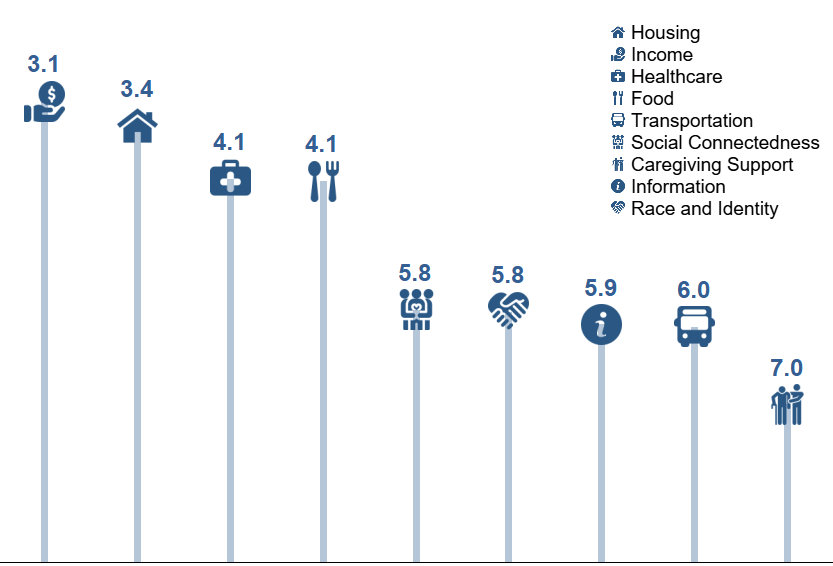 3.1
3.4
4.1
4.1
5.8
5.8
5.9
6.0
7.0
Housing
Income
Healthcare
Food
Transportation
Social Connectedness
Caregiving Support
Information
Race and Identity